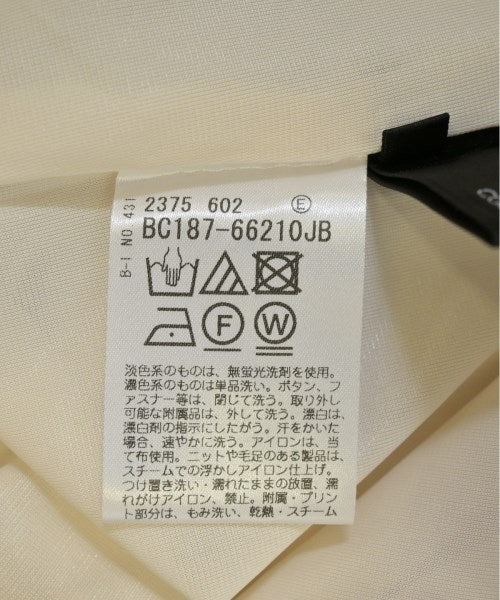 B-I NO.431
2375 602 Ⓔ
BC187-66210JB
F W
淡色系のものは、無蛍光洗剤を使用。
濃色系のものは単品洗い。ボタン、フ
ァスナー等は、閉じて洗う。取り外し
可能な附属品は、外して洗う。漂白は、
漂白剤の指示にしたがう。汗をかいた
場合、速やかに洗う。アイロンは、当
て布使用。ニットや毛足のある製品は、
スチームでの浮かしアイロン仕上げ。
つけ置き洗い・濡れたままの放置、濡
れがけアイロン、禁止。附属・プリン
ト部分は、もみ洗い、乾熱・スチーム